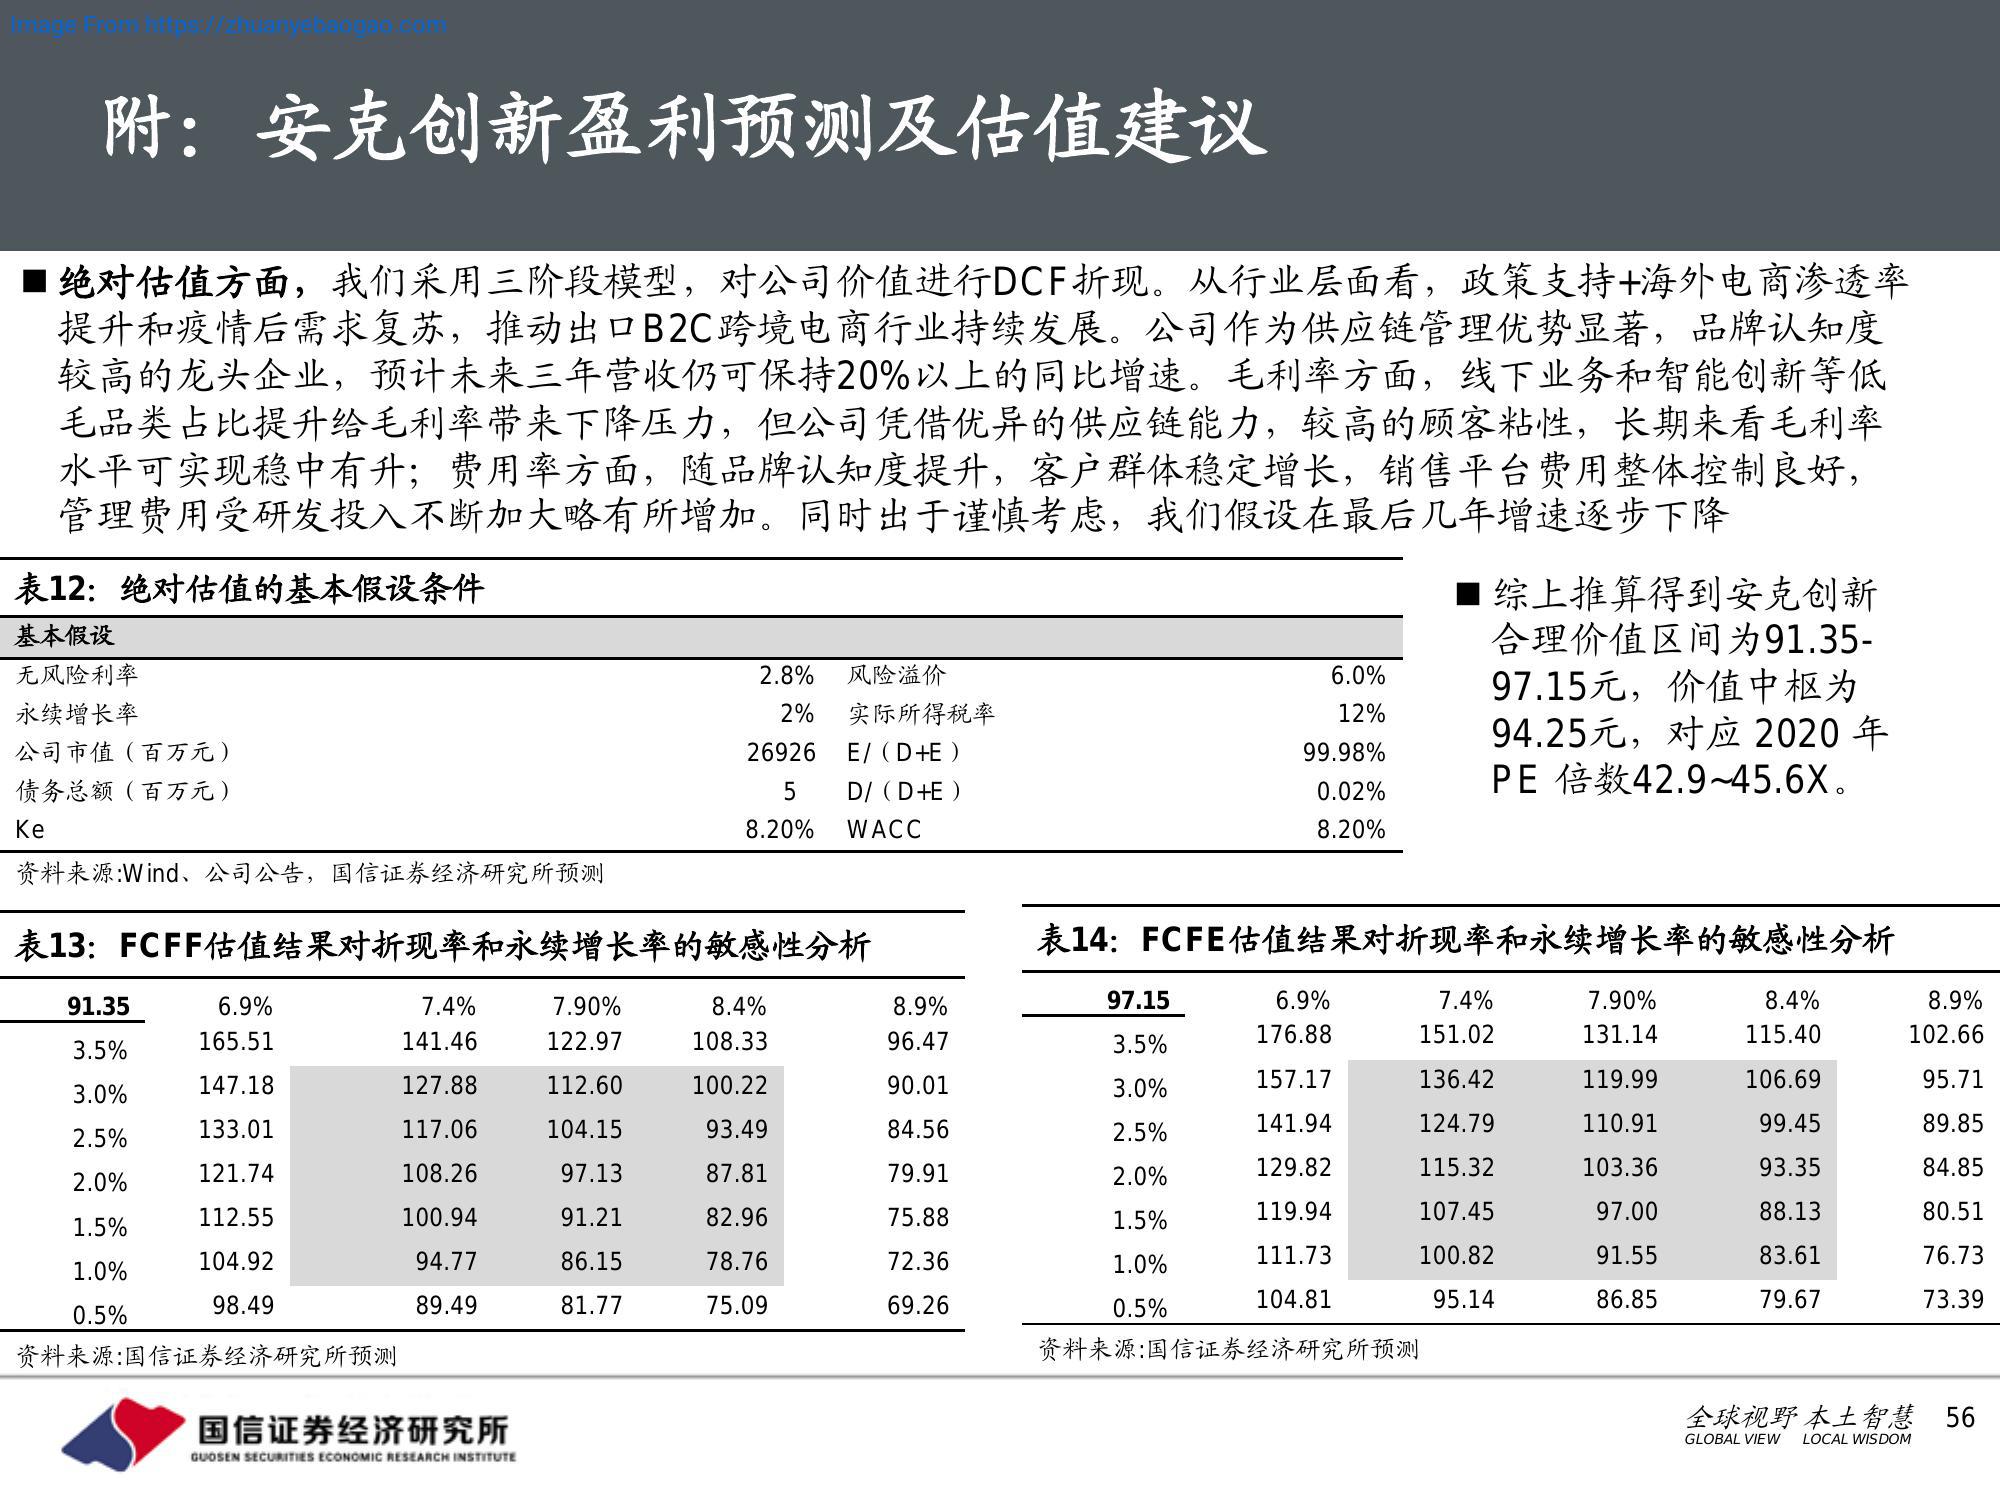 Image From https://zhuanyebaogao.com
附：安克创新盈利预测及估值建议
■ 绝对估值方面，我们采用三阶段模型，对公司价值进行DCF折现。从行业层面看，政策支持+海外电商渗透率
提升和疫情后需求复苏，推动出口B2C跨境电商行业持续发展。公司作为供应链管理优势显著，品牌认知度
较高的龙头企业，预计未来三年营收仍可保持20%以上的同比增速。毛利率方面，线下业务和智能创新等低
毛品类占比提升给毛利率带来下降压力，但公司凭借优异的供应链能力，较高的顾客粘性，长期来看毛利率
水平可实现稳中有升；费用率方面，随品牌认知度提升，客户群体稳定增长，销售平台费用整体控制良好，
管理费用受研发投入不断加大略有所增加。同时出于谨慎考虑，我们假设在最后几年增速逐步下降
表12：绝对估值的基本假设条件
基本假设
无风险利率 2.8% 风险溢价 6.0%
永续增长率 2% 实际所得税率 12%
公司市值（百万元） 26926 E/（D+E） 99.98%
债务总额（百万元） 5 D/（D+E） 0.02%
Ke 8.20% WACC 8.20%
资料来源:Wind、公司公告，国信证券经济研究所预测
■ 综上推算得到安克创新
合理价值区间为91.35-
97.15元，价值中枢为
94.25元，对应 2020 年
PE 倍数42.9~45.6X。
表13：FCFF估值结果对折现率和永续增长率的敏感性分析
91.35 6.9% 7.4% 7.90% 8.4% 8.9%
3.5% 165.51 141.46 122.97 108.33 96.47
3.0% 147.18 127.88 112.60 100.22 90.01
2.5% 133.01 117.06 104.15 93.49 84.56
2.0% 121.74 108.26 97.13 87.81 79.91
1.5% 112.55 100.94 91.21 82.96 75.88
1.0% 104.92 94.77 86.15 78.76 72.36
0.5% 98.49 89.49 81.77 75.09 69.26
资料来源:国信证券经济研究所预测
表14：FCFE估值结果对折现率和永续增长率的敏感性分析
97.15 6.9% 7.4% 7.90% 8.4% 8.9%
3.5% 176.88 151.02 131.14 115.40 102.66
3.0% 157.17 136.42 119.99 106.69 95.71
2.5% 141.94 124.79 110.91 99.45 89.85
2.0% 129.82 115.32 103.36 93.35 84.85
1.5% 119.94 107.45 97.00 88.13 80.51
1.0% 111.73 100.82 91.55 83.61 76.73
0.5% 104.81 95.14 86.85 79.67 73.39
资料来源:国信证券经济研究所预测
国信证券经济研究所
GUOSEN SECURITIES ECONOMIC RESEARCH INSTITUTE
全球视野 本土智慧 56
GLOBAL VIEW LOCAL WISDOM